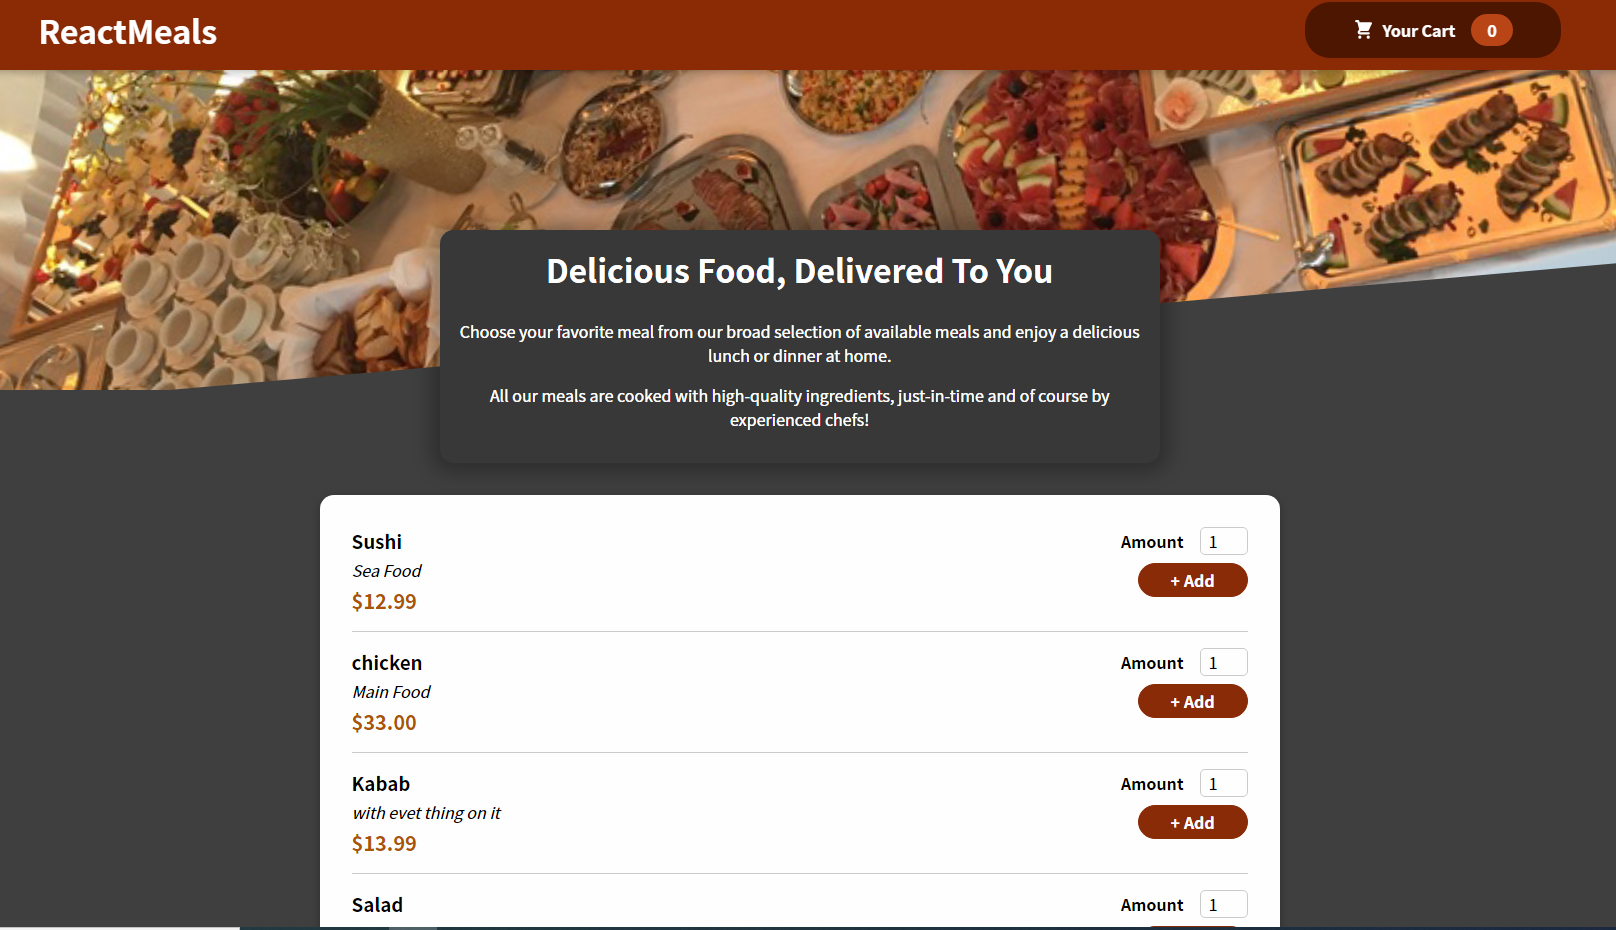 ReactMeals
Your Cart 0
Delicious Food, Delivered To You
Choose your favorite meal from our broad selection of available meals and enjoy a delicious
lunch or dinner at home.
All our meals are cooked with high-quality ingredients, just-in-time and of course by
experienced chefs!
Sushi
Sea Food
$12.99
Amount 1
+ Add
chicken
Main Food
$33.00
Amount 1
+ Add
Kabab
with evet thing on it
$13.99
Amount 1
+ Add
Salad
Amount 1